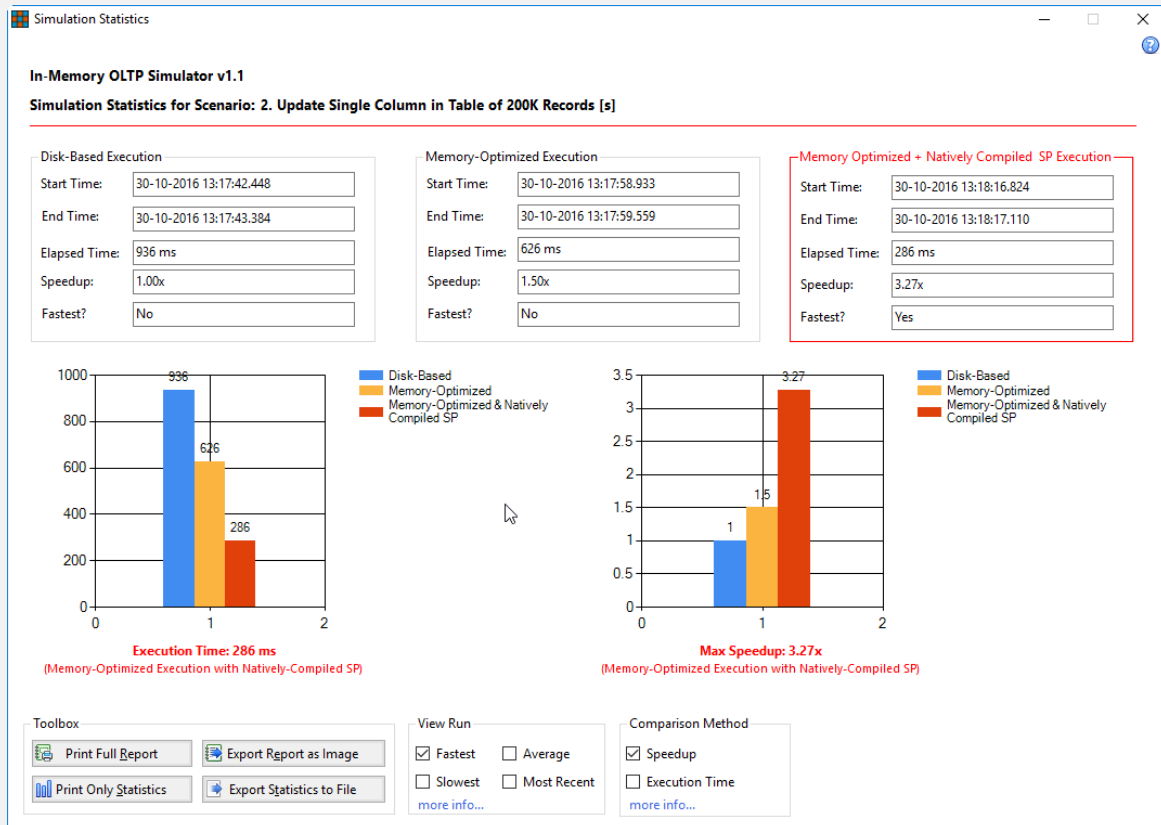 Simulation Statistics
In-Memory OLTP Simulator v1.1
Simulation Statistics for Scenario: 2. Update Single Column in Table of 200K Records [s]
Disk-Based Execution
Start Time: 30-10-2016 13:17:42.448
End Time: 30-10-2016 13:17:43.384
Elapsed Time: 936 ms
Speedup: 1.00x
Fastest? No
Memory-Optimized Execution
Start Time: 30-10-2016 13:17:58.933
End Time: 30-10-2016 13:17:59.559
Elapsed Time: 626 ms
Speedup: 1.50x
Fastest? No
Memory Optimized + Natively Compiled SP Execution
Start Time: 30-10-2016 13:18:16.824
End Time: 30-10-2016 13:18:17.110
Elapsed Time: 286 ms
Speedup: 3.27x
Fastest? Yes
1000
800
600
400
200
0
936
626
286
0 1 2
Disk-Based
Memory-Optimized
Memory-Optimized & Natively
Compiled SP
Execution Time: 286 ms
(Memory-Optimized Execution with Natively-Compiled SP)
3.5
3
2.5
2
1.5
1
0.5
0
1
1.5
3.27
0 1 2
Disk-Based
Memory-Optimized
Memory-Optimized & Natively
Compiled SP
Max Speedup: 3.27x
(Memory-Optimized Execution with Natively-Compiled SP)
Toolbox
Print Full Report
Export Report as Image
Print Only Statistics
Export Statistics to File
View Run
Fastest
Average
Slowest
Most Recent
more info...
Comparison Method
Speedup
Execution Time
more info...